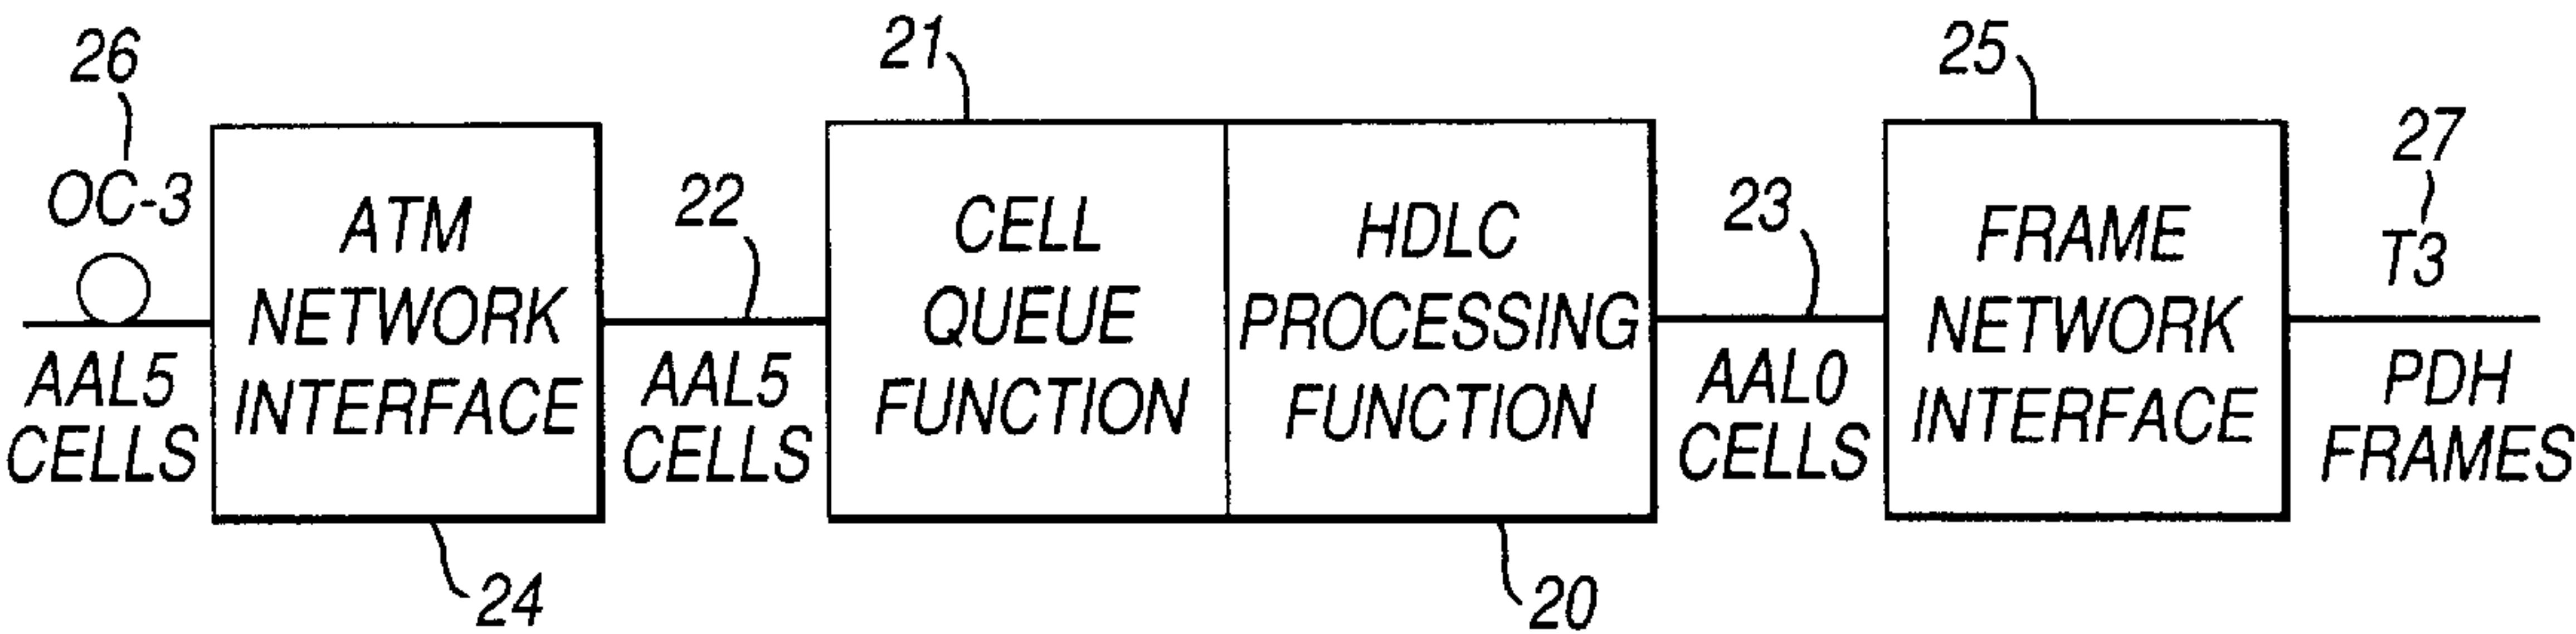 26
OC-3
AAL5
CELLS
ATM
NETWORK
INTERFACE
24
22
AAL5
CELLS
21
CELL
QUEUE
FUNCTION
HDLC
PROCESSING
FUNCTION
20
23
AAL0
CELLS
25
FRAME
NETWORK
INTERFACE
27
T3
PDH
FRAMES